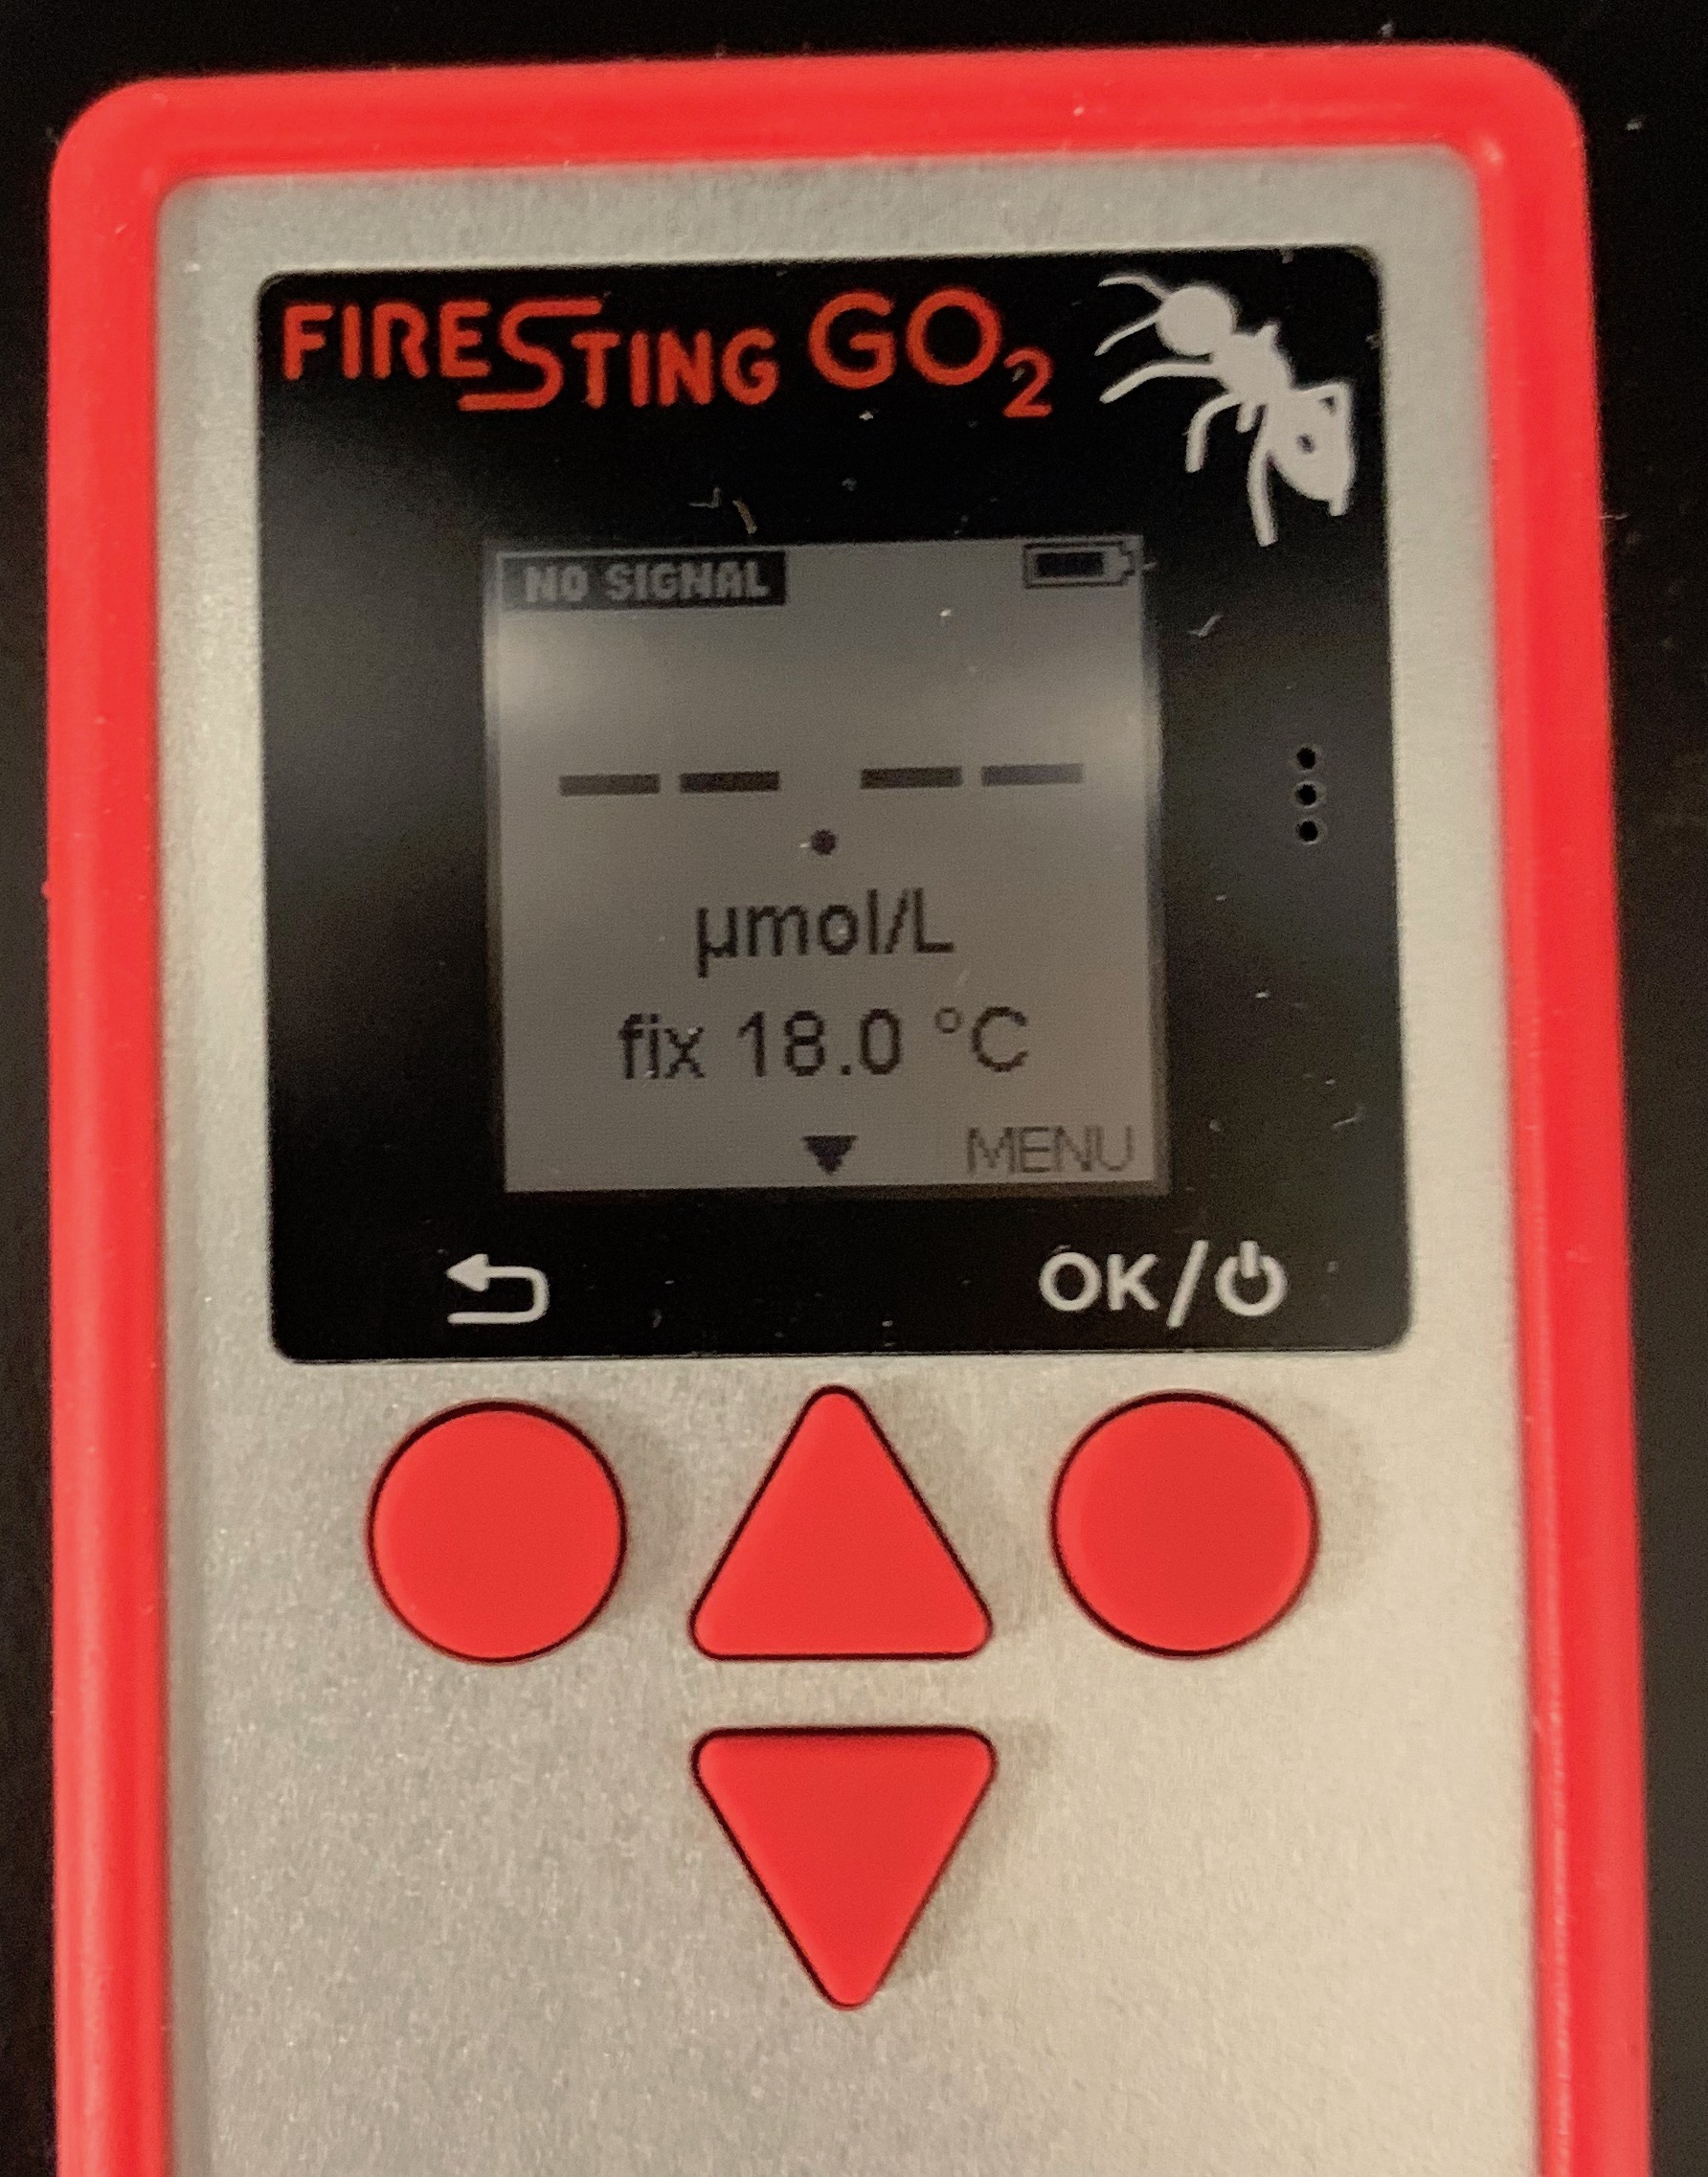 FIRESTING GO2
NO SIGNAL
-- . --
µmol/L
fix 18.0 °C
MENU
OK/